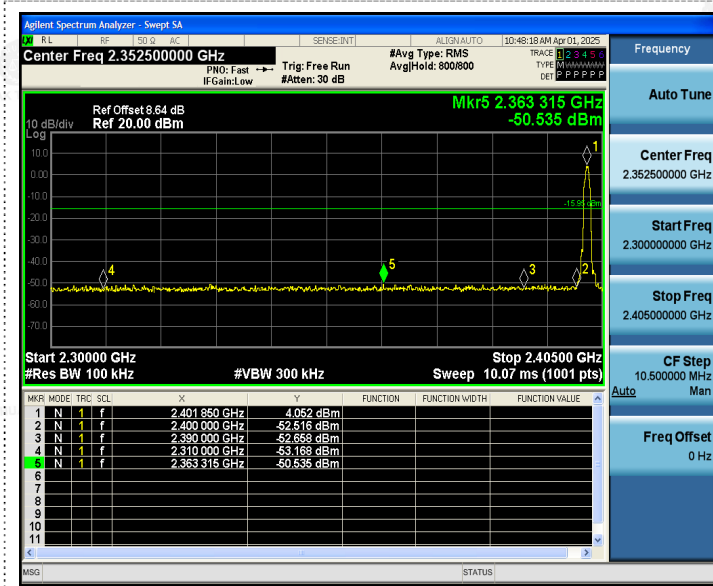 Agilent Spectrum Analyzer - Swept SA
RL RF 50 Ω AC SENSE:INT ALIGN AUTO 10:48:18 AM Apr 01, 2025
Center Freq 2.352500000 GHz #Avg Type: RMS TRACE 1 2 3 4 5 6
PNO: Fast Trig: Free Run Avg|Hold: 800/800 TYPE M
IFGain:Low #Atten: 30 dB DET P P P P P P
Ref Offset 8.64 dB Mkr5 2.363 315 GHz
10 dB/div Ref 20.00 dBm -50.535 dBm
Log
10.0
0.00
-10.0
-20.0
-30.0
-40.0
-50.0
-60.0
-70.0
1
-15.95 dBm
4
5
3
2
Start 2.30000 GHz Stop 2.40500 GHz
#Res BW 100 kHz #VBW 300 kHz Sweep 10.07 ms (1001 pts)
MKR MODE TRC SCL X Y FUNCTION FUNCTION WIDTH FUNCTION VALUE
1 N 1 f 2.401 850 GHz 4.052 dBm
2 N 1 f 2.400 000 GHz -52.516 dBm
3 N 1 f 2.390 000 GHz -52.658 dBm
4 N 1 f 2.310 000 GHz -53.168 dBm
5 N 1 f 2.363 315 GHz -50.535 dBm
6
7
8
9
10
11
MSG STATUS
Frequency
Auto Tune
Center Freq
2.352500000 GHz
Start Freq
2.300000000 GHz
Stop Freq
2.405000000 GHz
CF Step
10.500000 MHz
Auto Man
Freq Offset
0 Hz